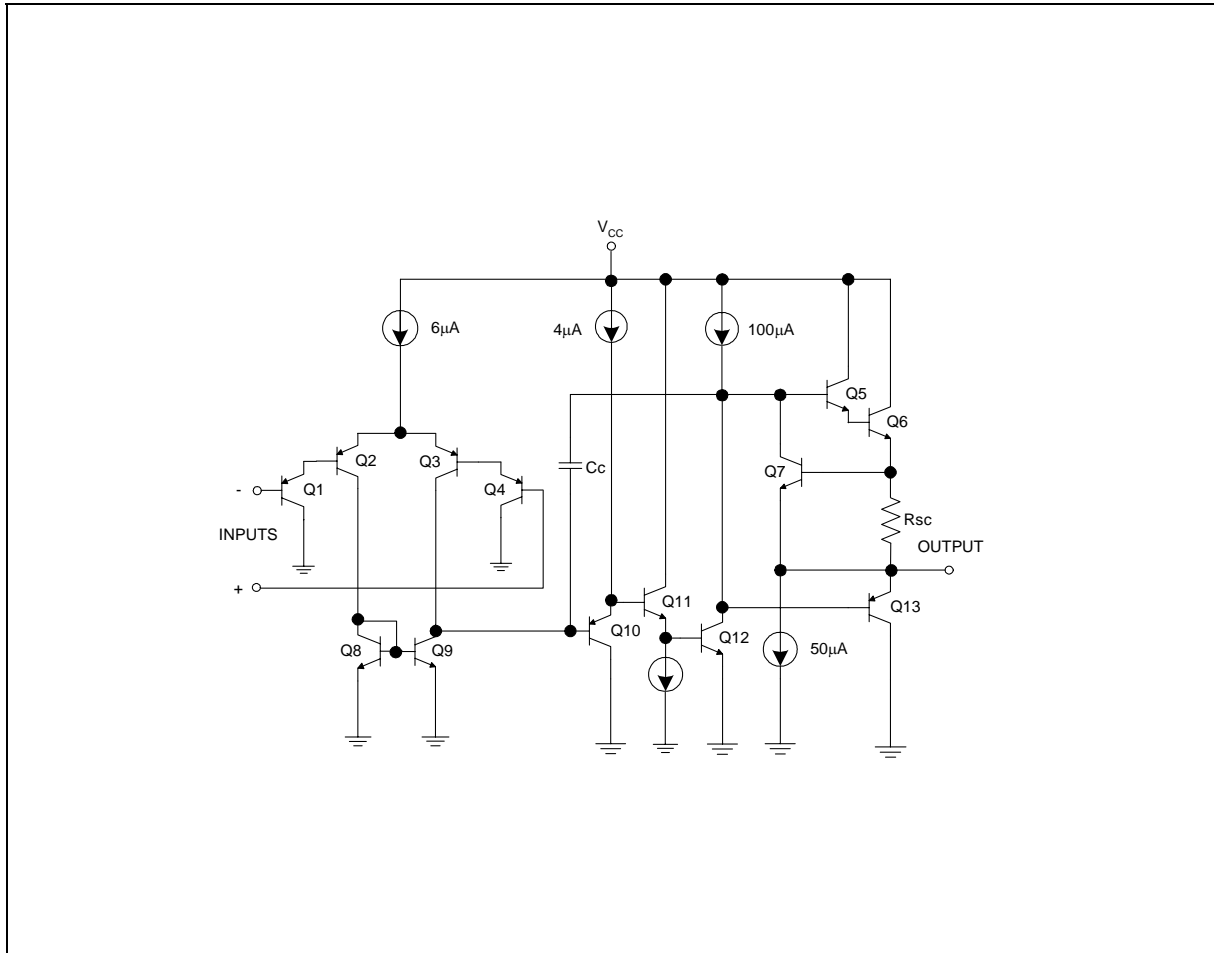 V_CC
6μA
4μA
100μA
Q5
Q6
Q2
Q3
Q7
Cc
Q1
Q4
-
INPUTS
Rsc
OUTPUT
+
Q11
Q13
Q10
Q12
Q8
Q9
50μA